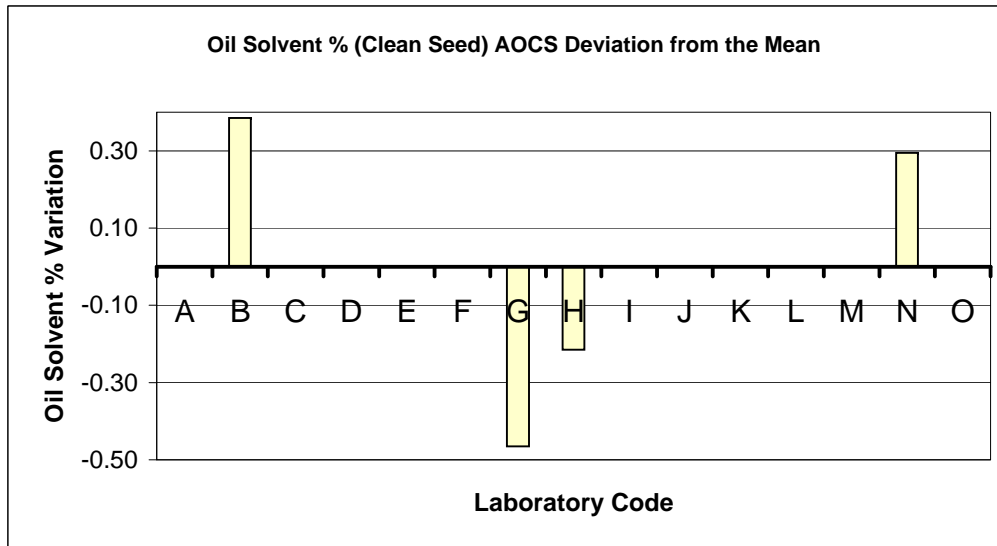 Oil Solvent % (Clean Seed) AOCS Deviation from the Mean
Oil Solvent % Variation
0.30
0.10
-0.10
-0.30
-0.50
A B C D E F G H I J K L M N O
Laboratory Code